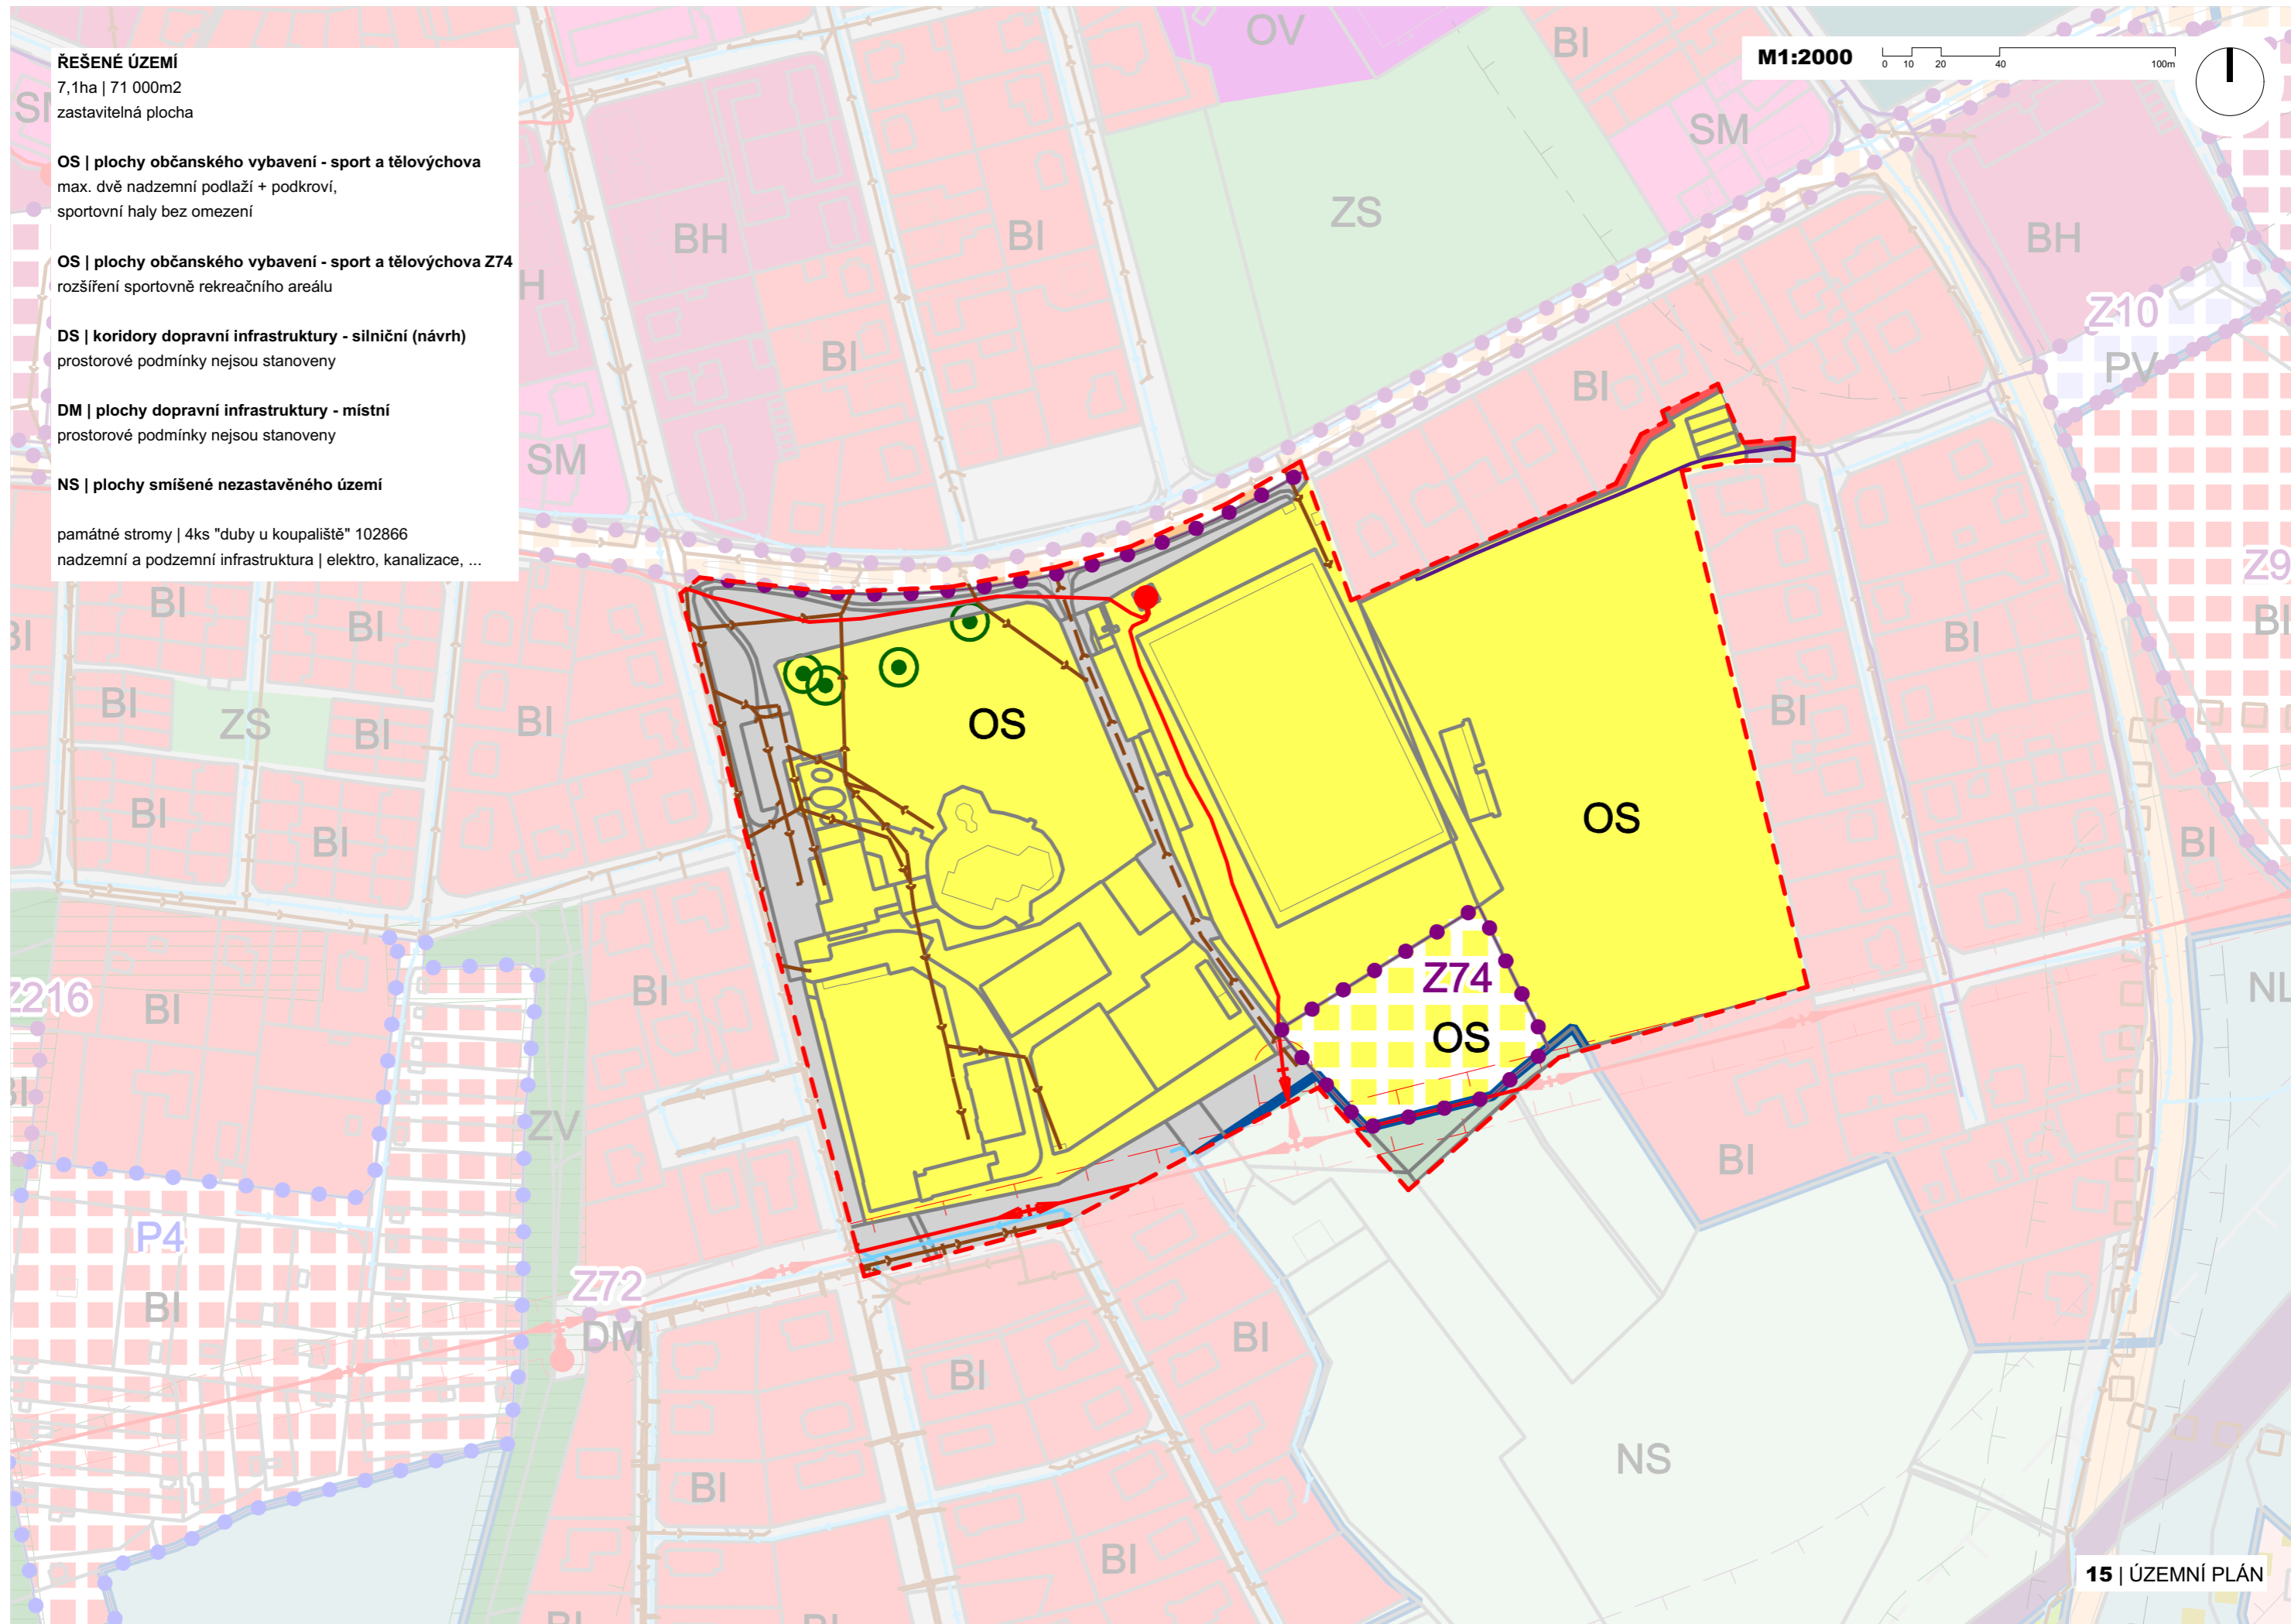 ŘEŠENÉ ÚZEMÍ
7,1ha | 71 000m2
zastavitelná plocha
OS | plochy občanského vybavení - sport a tělovýchova
max. dvě nadzemní podlaží + podkroví,
sportovní haly bez omezení
OS | plochy občanského vybavení - sport a tělovýchova Z74
rozšíření sportovně rekreačního areálu
DS | koridory dopravní infrastruktury - silniční (návrh)
prostorové podmínky nejsou stanoveny
DM | plochy dopravní infrastruktury - místní
prostorové podmínky nejsou stanoveny
NS | plochy smíšené nezastavěného území
památné stromy | 4ks "duby u koupaliště" 102866
nadzemní a podzemní infrastruktura | elektro, kanalizace, ...
M1:2000
0 10 20 40 100m
OV
BI
SM
SM
ZS
BH
BI
BH
H
BI
Z10
PV
BI
SM
Z9
BI
BI
BI
BI
BI
BI
ZS
BI
BI
BI
BI
OS
BI
BI
OS
BI
Z74
OS
Z216
BI
BI
NL
BI
ZV
BI
P4
BI
Z72
DM
BI
BI
NS
BI
BI
BI
BI
15 | ÚZEMNÍ PLÁN